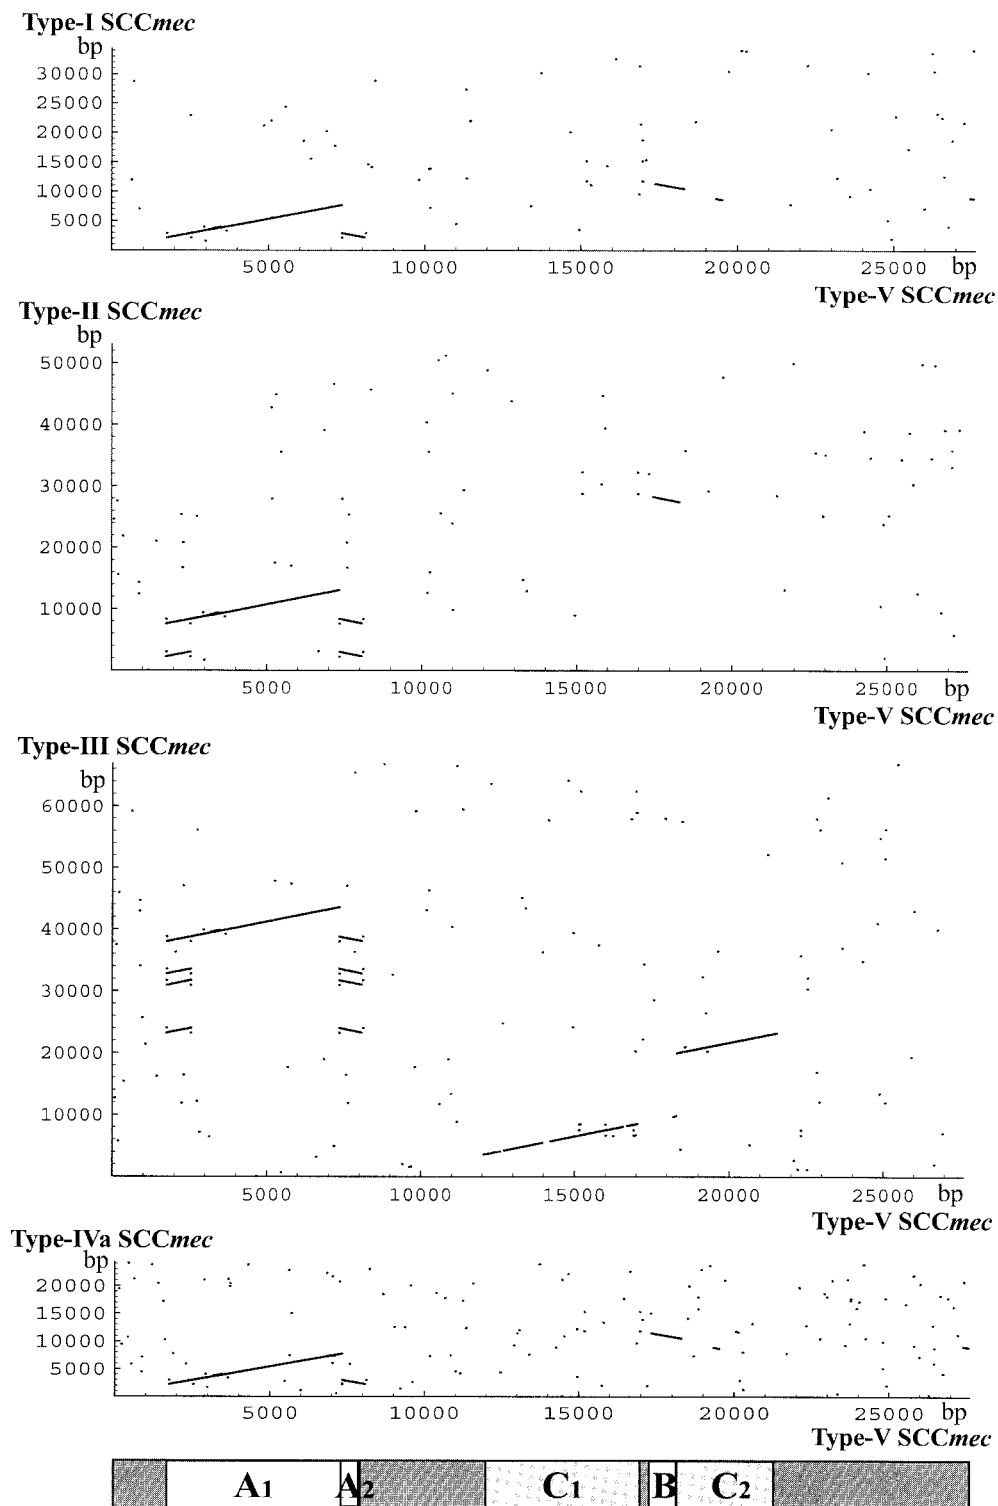 Type-I SCCmec
bp
30000
25000
20000
15000
10000
5000
5000 10000 15000 20000 25000 bp
Type-V SCCmec
Type-II SCCmec
bp
50000
40000
30000
20000
10000
5000 10000 15000 20000 25000 bp
Type-V SCCmec
Type-III SCCmec
bp
60000
50000
40000
30000
20000
10000
5000 10000 15000 20000 25000 bp
Type-V SCCmec
Type-IVa SCCmec
bp
20000
15000
10000
5000
5000 10000 15000 20000 25000 bp
Type-V SCCmec
A1 A2 C1 B C2